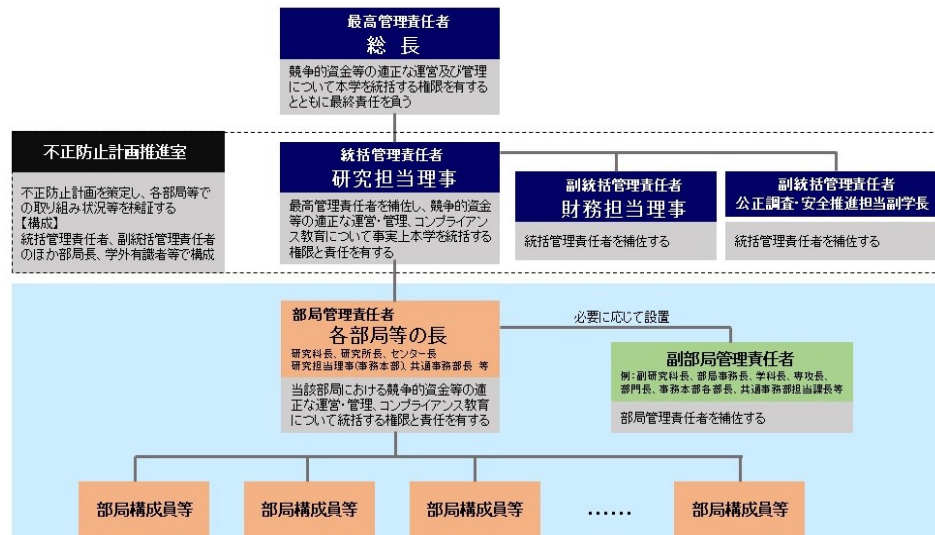 最高管理責任者
総 長
競争的資金等の適正な運営及び管理
について本学を統括する権限を有する
とともに最終責任を負う
不正防止計画推進室
不正防止計画を策定し、各部局等で
の取り組み状況等を検証する
【構成】
統括管理責任者、副統括管理責任者
のほか部局長、学外有識者等で構成
統括管理責任者
研究担当理事
最高管理責任者を補佐し、競争的資金
等の適正な運営・管理、コンプライアン
ス教育について事実上本学を統括する
権限と責任を有する
副統括管理責任者
財務担当理事
統括管理責任者を補佐する
副統括管理責任者
公正調査・安全推進担当副学長
統括管理責任者を補佐する
部局管理責任者
各部局等の長
研究科長、研究所長、センター長
研究担当理事(事務本部)、共通事務部長 等
当該部局における競争的資金等の適
正な運営・管理、コンプライアンス教育
について統括する権限と責任を有する
必要に応じて設置
副部局管理責任者
例:副研究科長、部局事務長、学科長、専攻長、
部門長、事務本部各部長、共通事務部担当課長等
部局管理責任者を補佐する
部局構成員等
部局構成員等
部局構成員等
……
部局構成員等